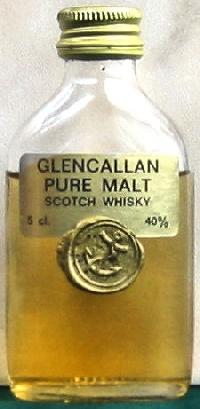 GLENCALLAN
PURE MALT
SCOTCH WHISKY
5 cl. 40%